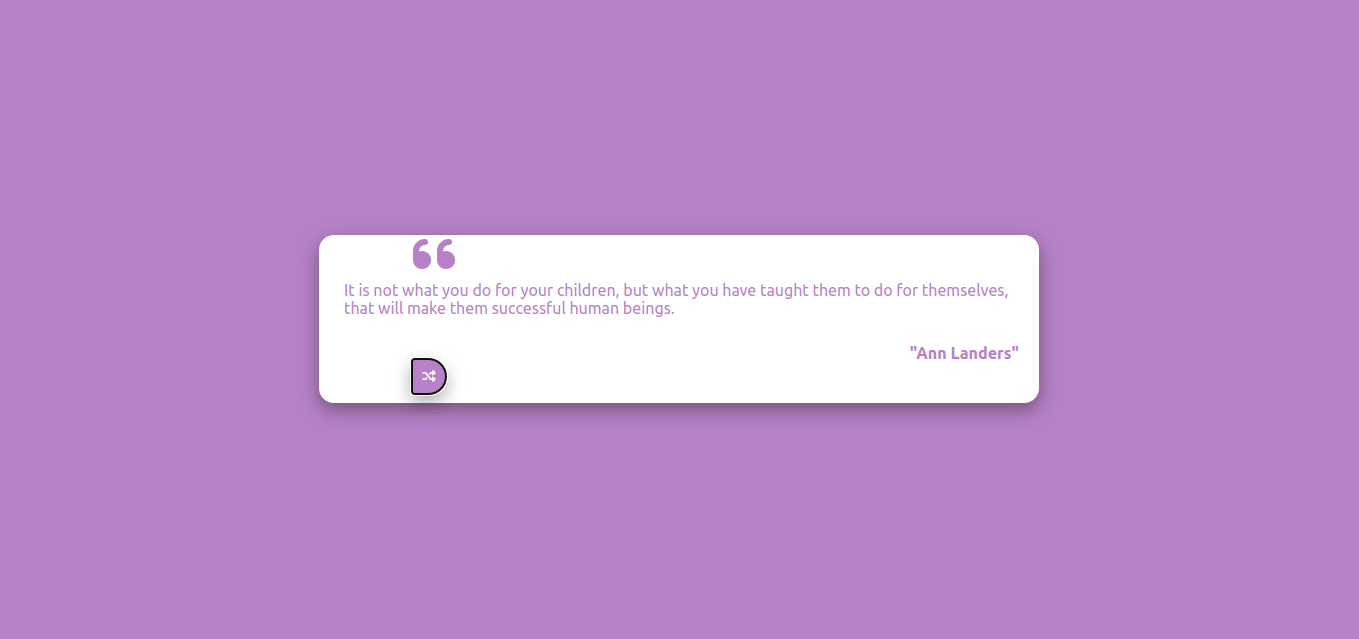 It is not what you do for your children, but what you have taught them to do for themselves,
that will make them successful human beings.
"Ann Landers"